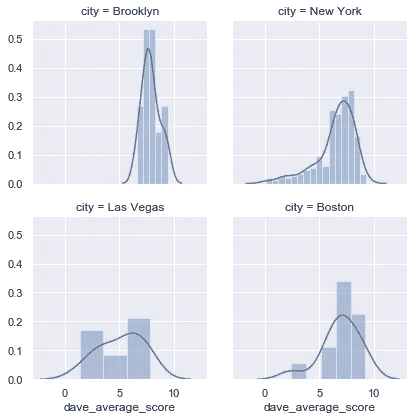 city = Brooklyn
city = New York
0.5
0.4
0.3
0.2
0.1
0.0
city = Las Vegas
city = Boston
0.5
0.4
0.3
0.2
0.1
0.0
0 5 10
0 5 10
dave_average_score
dave_average_score